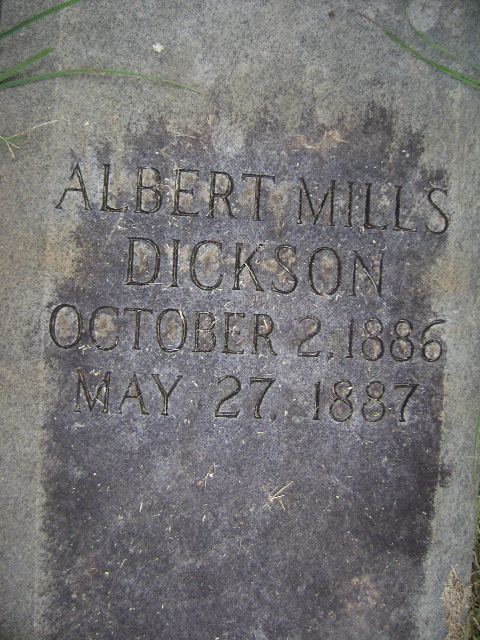 ALBERT MILLS
DICKSON
OCTOBER 2, 1886
MAY 27, 1887